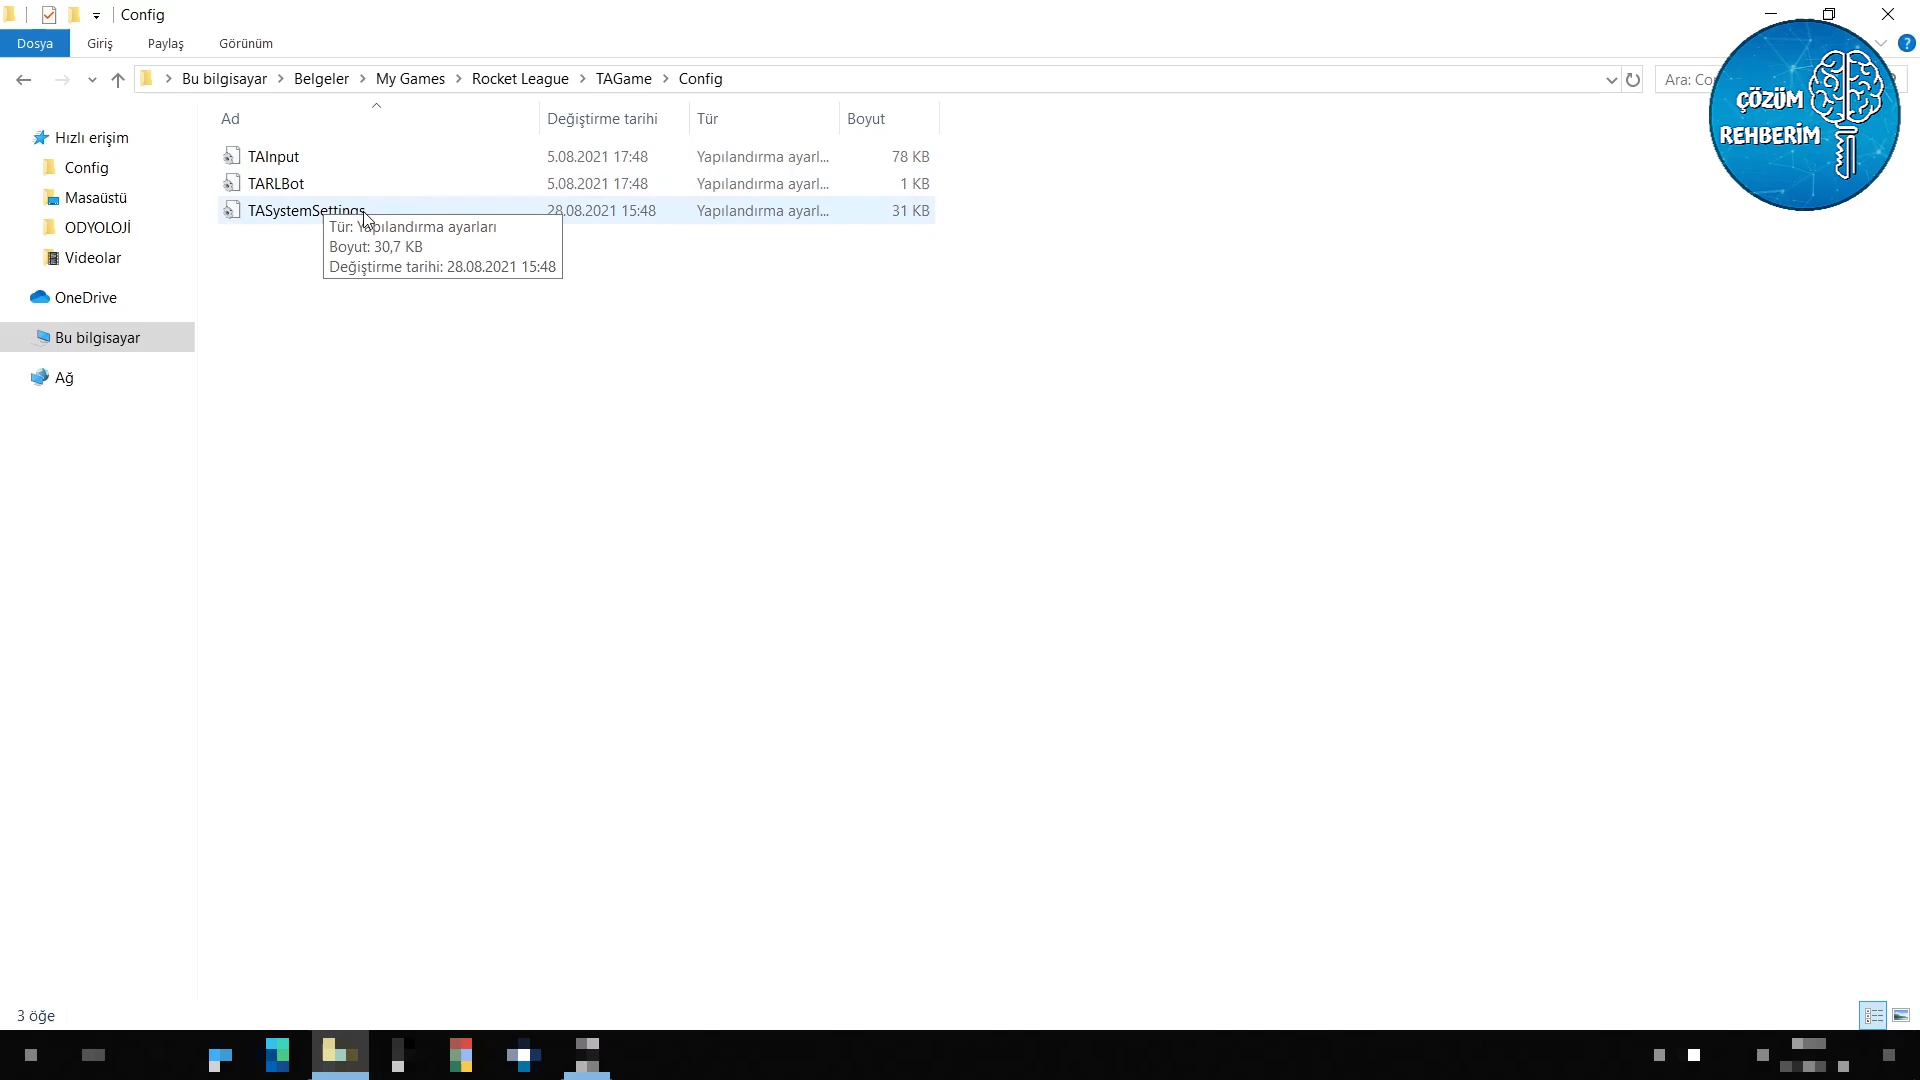 Config
Dosya Giriş Paylaş Görünüm
Bu bilgisayar Belgeler My Games Rocket League TAGame Config
Ara: Co
ÇÖZÜM
REHBERİM
Ad Değiştirme tarihi Tür Boyut
TAInput 5.08.2021 17:48 Yapılandırma ayarl... 78 KB
TARLBot 5.08.2021 17:48 Yapılandırma ayarl... 1 KB
TASystemSettings 28.08.2021 15:48 Yapılandırma ayarl... 31 KB
Tür: Yapılandırma ayarları
Boyut: 30,7 KB
Değiştirme tarihi: 28.08.2021 15:48
Hızlı erişim
Config
Masaüstü
ODYOLOJİ
Videolar
OneDrive
Bu bilgisayar
Ağ
3 öğe